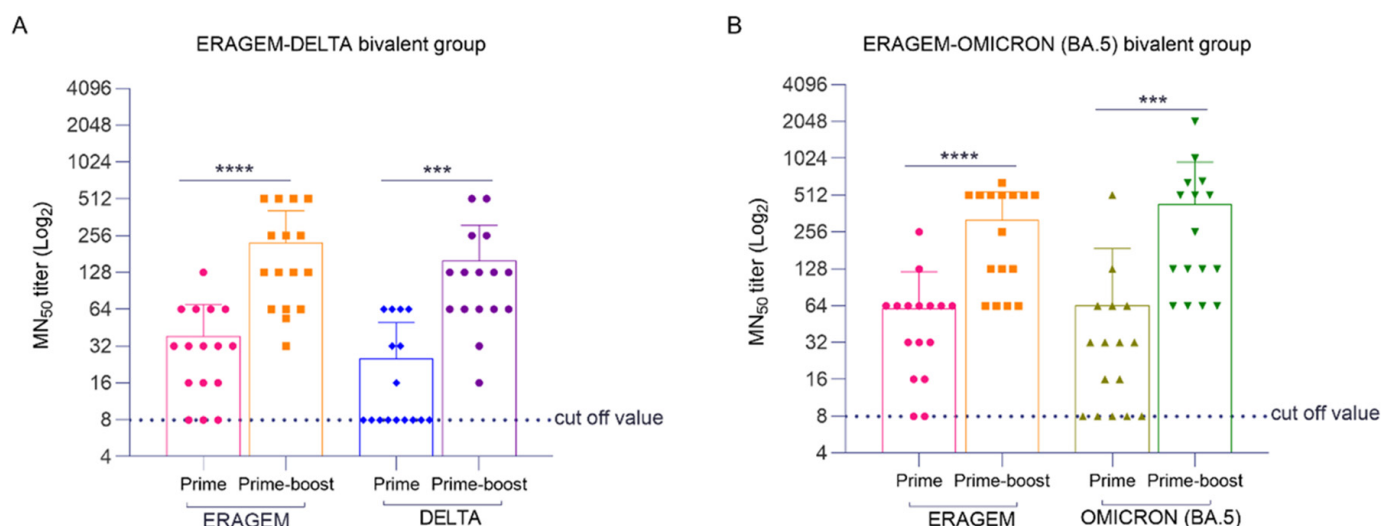 A
ERAGEM-DELTA bivalent group
MN50 titer (Log2)
4096
2048
1024
512
256
128
64
32
16
8
4
****
***
cut off value
Prime Prime-boost Prime Prime-boost
ERAGEM DELTA
B
ERAGEM-OMICRON (BA.5) bivalent group
MN50 titer (Log2)
4096
2048
1024
512
256
128
64
32
16
8
4
****
***
cut off value
Prime Prime-boost Prime Prime-boost
ERAGEM OMICRON (BA.5)